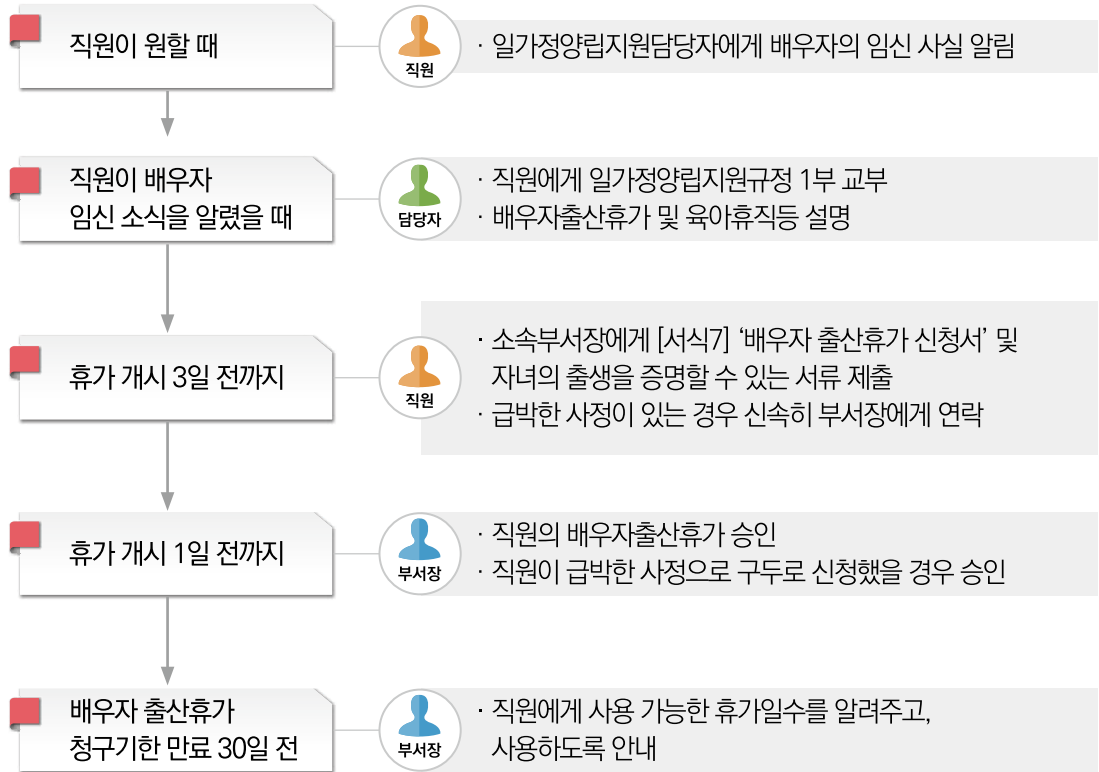 직원이 원할 때
직원
· 일가정양립지원담당자에게 배우자의 임신 사실 알림
직원이 배우자
임신 소식을 알렸을 때
담당자
· 직원에게 일가정양립지원규정 1부 교부
· 배우자출산휴가 및 육아휴직등 설명
휴가 개시 3일 전까지
직원
· 소속부서장에게 [서식7] ‘배우자 출산휴가 신청서’ 및
자녀의 출생을 증명할 수 있는 서류 제출
· 급박한 사정이 있는 경우 신속히 부서장에게 연락
휴가 개시 1일 전까지
부서장
· 직원의 배우자출산휴가 승인
· 직원이 급박한 사정으로 구두로 신청했을 경우 승인
배우자 출산휴가
청구기한 만료 30일 전
부서장
· 직원에게 사용 가능한 휴가일수를 알려주고,
사용하도록 안내